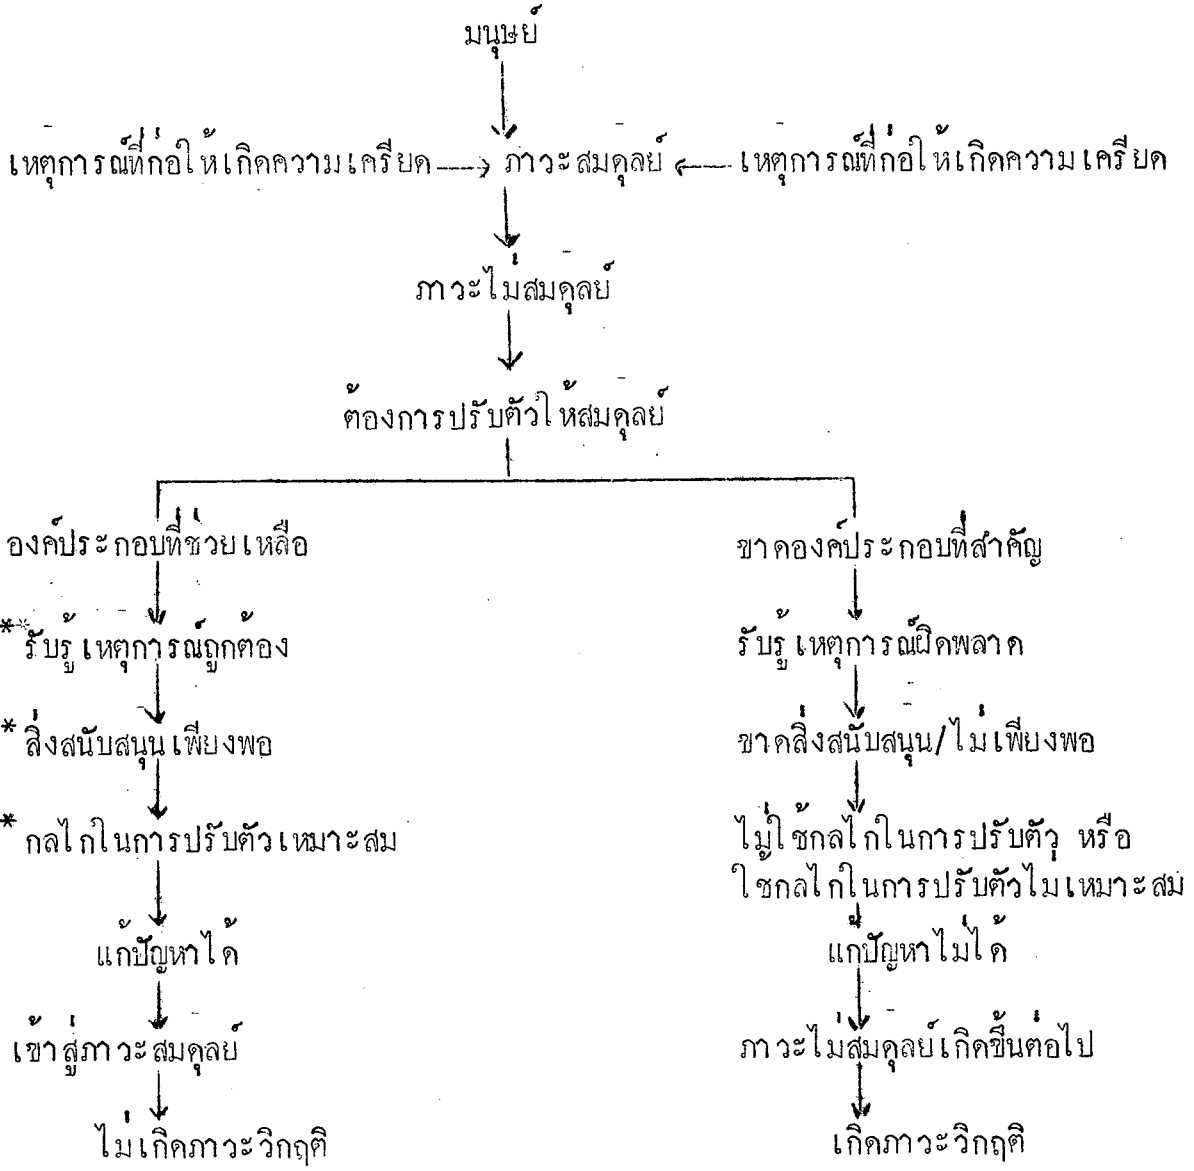 มนุษย์
เหตุการณ์ที่ก่อให้เกิดความเครียด → ภาวะสมดุลย์ ← เหตุการณ์ที่ก่อให้เกิดความเครียด
ภาวะไม่สมดุลย์
ต้องการปรับตัวให้สมดุลย์
องค์ประกอบที่ช่วยเหลือ
ขาดองค์ประกอบที่สำคัญ
** รับรู้เหตุการณ์ถูกต้อง
รับรู้เหตุการณ์ผิดพลาด
* สิ่งสนับสนุนเพียงพอ
ขาดสิ่งสนับสนุน/ไม่เพียงพอ
* กลไกในการปรับตัวเหมาะสม
ไม่ใช้กลไกในการปรับตัว หรือ
ใช้กลไกในการปรับตัวไม่เหมาะสม
แก้ปัญหาได้
แก้ปัญหาไม่ได้
เข้าสู่ภาวะสมดุลย์
ภาวะไม่สมดุลย์เกิดขึ้นต่อไป
ไม่เกิดภาวะวิกฤติ
เกิดภาวะวิกฤติ